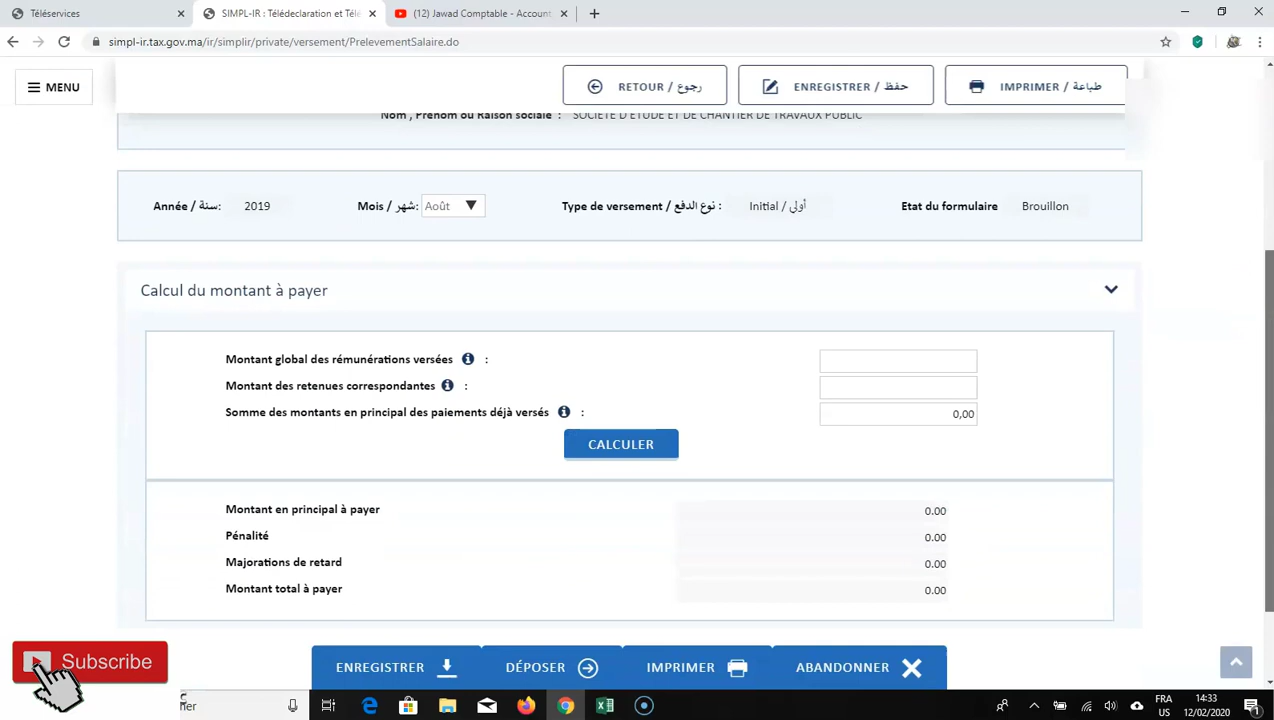 Téléservices
SIMPL-IR : Télédeclaration et Téle
(12) Jawad Comptable - Account
simpl-ir.tax.gov.ma/ir/simplir/private/versement/PrelevementSalaire.do
MENU
RETOUR / رجوع
ENREGISTRER / حفظ
IMPRIMER / طباعة
Nom , Prénom ou Raison sociale : SOCIETE D ETUDE ET DE CHANTIER DE TRAVAUX PUBLIC
Année / سنة: 2019 Mois / شهر: Août Type de versement / نوع الدفع : Initial / أولى Etat du formulaire Brouillon
Calcul du montant à payer
Montant global des rémunérations versées :
Montant des retenues correspondantes :
Somme des montants en principal des paiements déjà versés : 0,00
CALCULER
Montant en principal à payer 0.00
Pénalité 0.00
Majorations de retard 0.00
Montant total à payer 0.00
Subscribe
ENREGISTRER DÉPOSER IMPRIMER ABANDONNER
FRA 14:33
US 12/02/2020